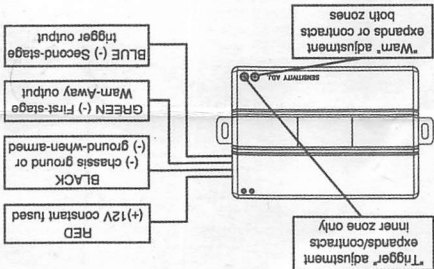 "Trigger" adjustment
expands/contracts
inner zone only
RED
(+)12V constant fused
BLACK
(-) chassis ground or
(-) ground-when-armed
GREEN (-) First-stage
Warn-Away output
BLUE (-) Second-stage
trigger output
SENSITIVITY ADJ
"Warn" adjustment
expands or contracts
both zones